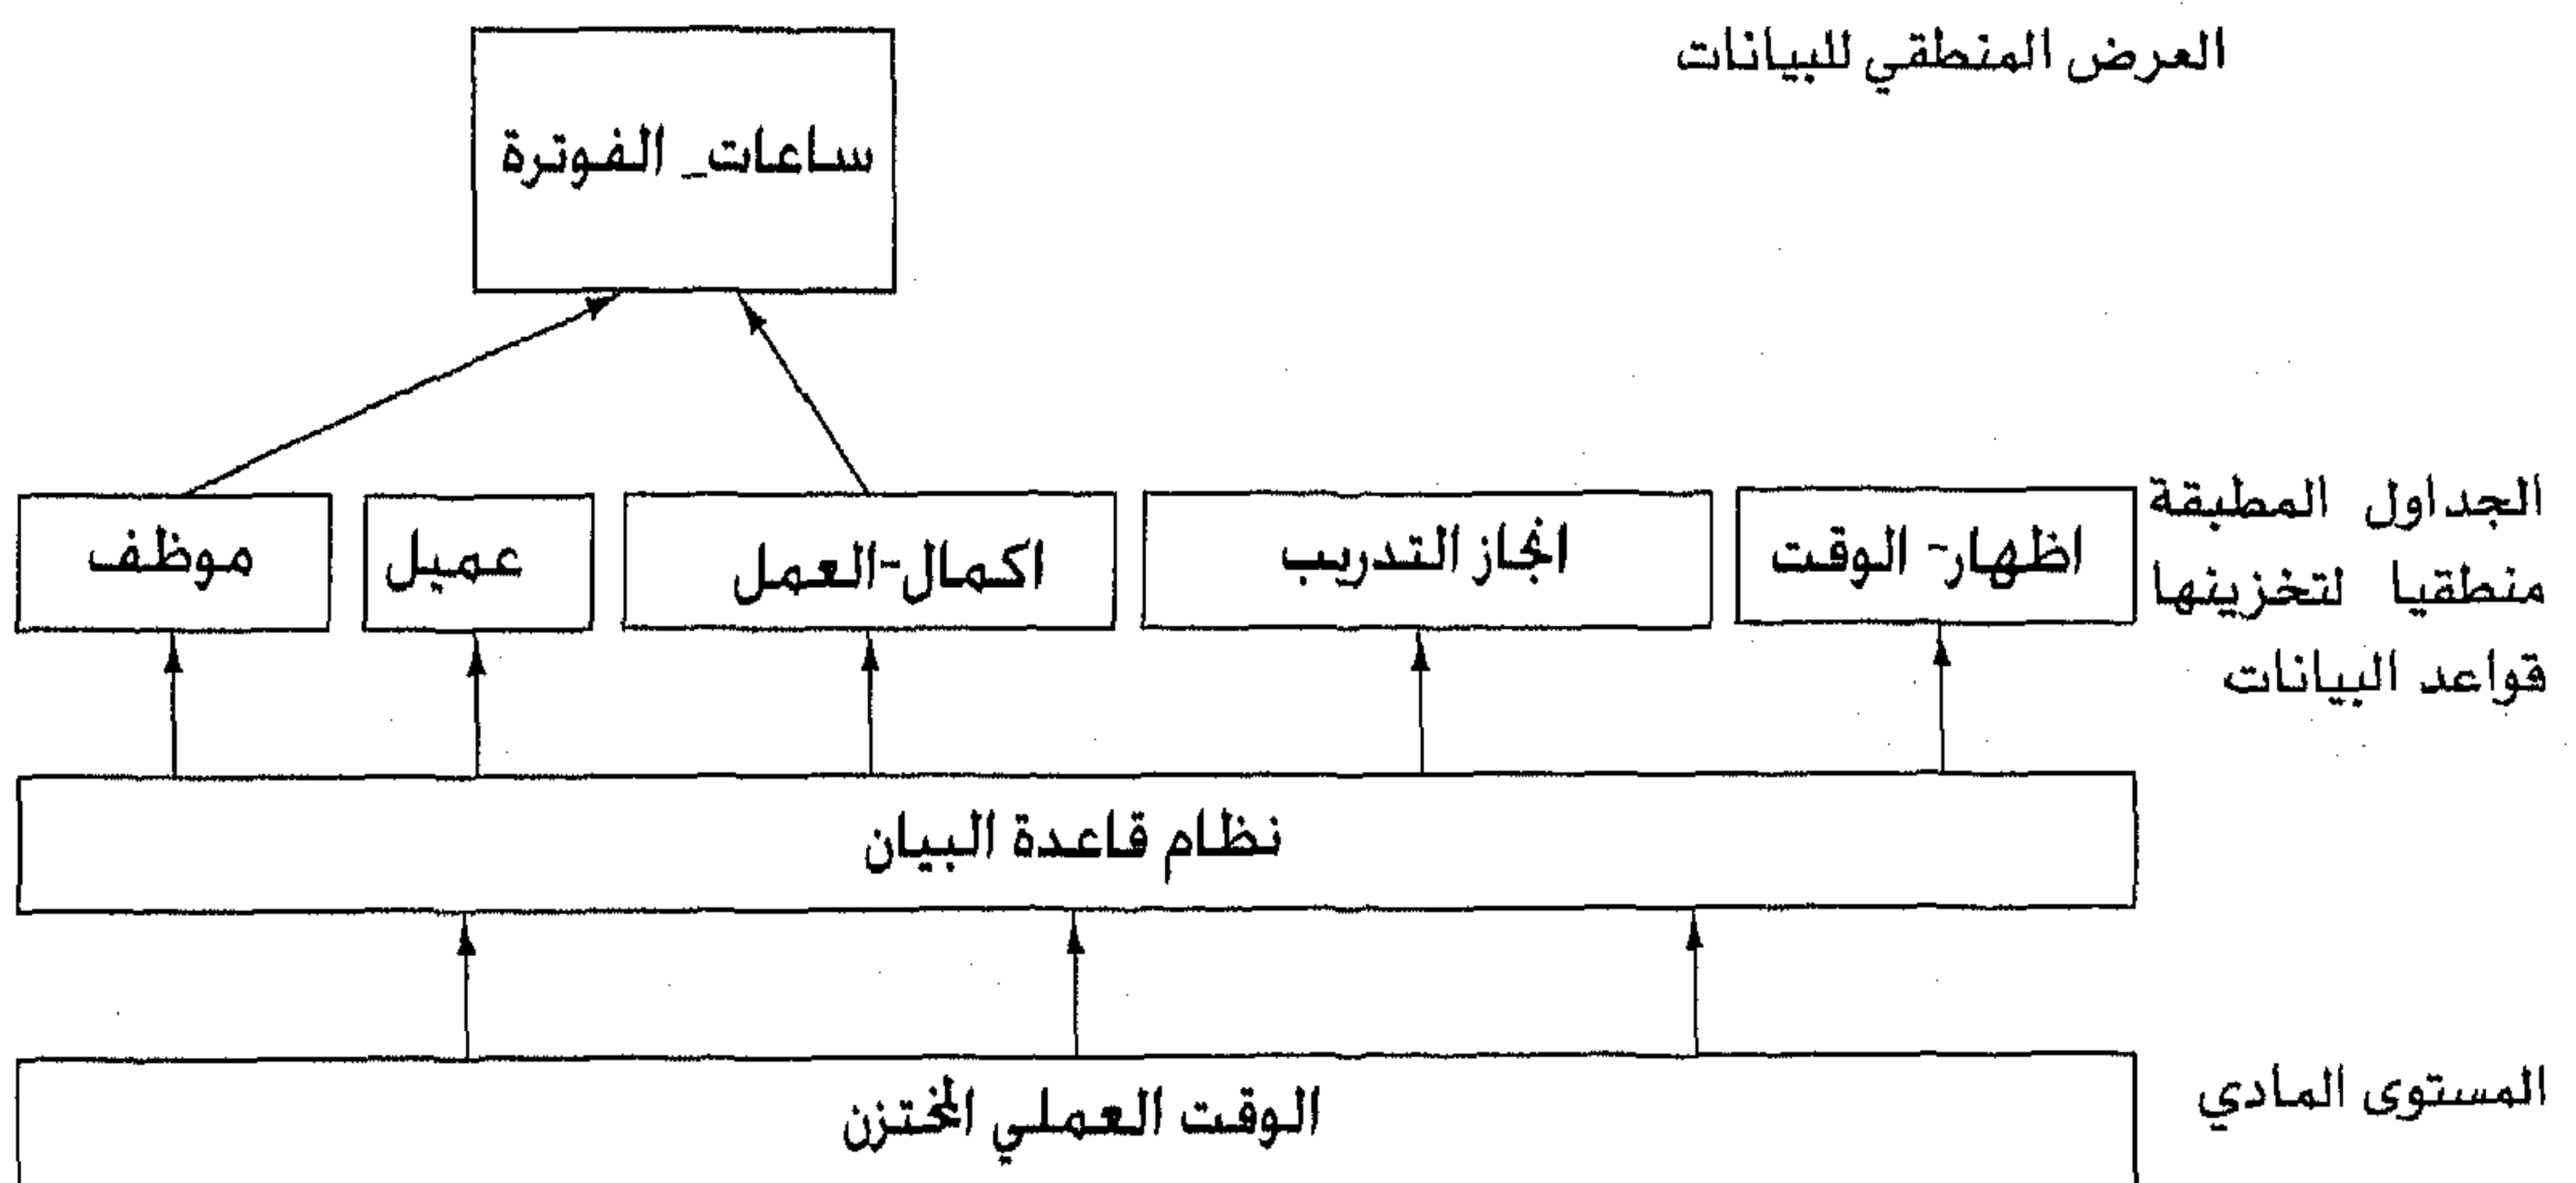 العرض المنطقي للبيانات
ساعات_ الفوترة
الجداول المطبقة
منطقيا لتخزينها
قواعد البيانات
اظهار- الوقت
انجاز التدريب
اكمال-العمل
عميل
موظف
نظام قاعدة البيان
المستوى المادي
الوقت العملي المختزن